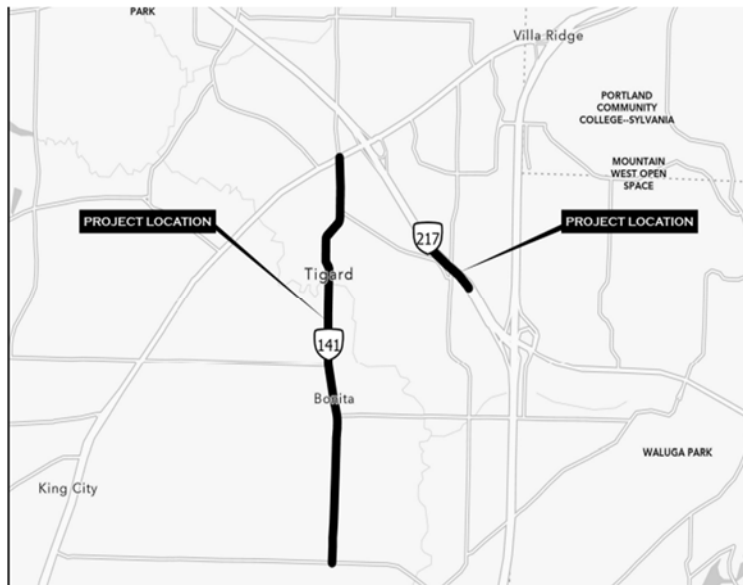 PARK
Villa Ridge
PORTLAND
COMMUNITY
COLLEGE--SYLVANIA
MOUNTAIN
WEST OPEN
SPACE
PROJECT LOCATION
PROJECT LOCATION
217
Tigard
141
Bonita
WALUGA PARK
King City